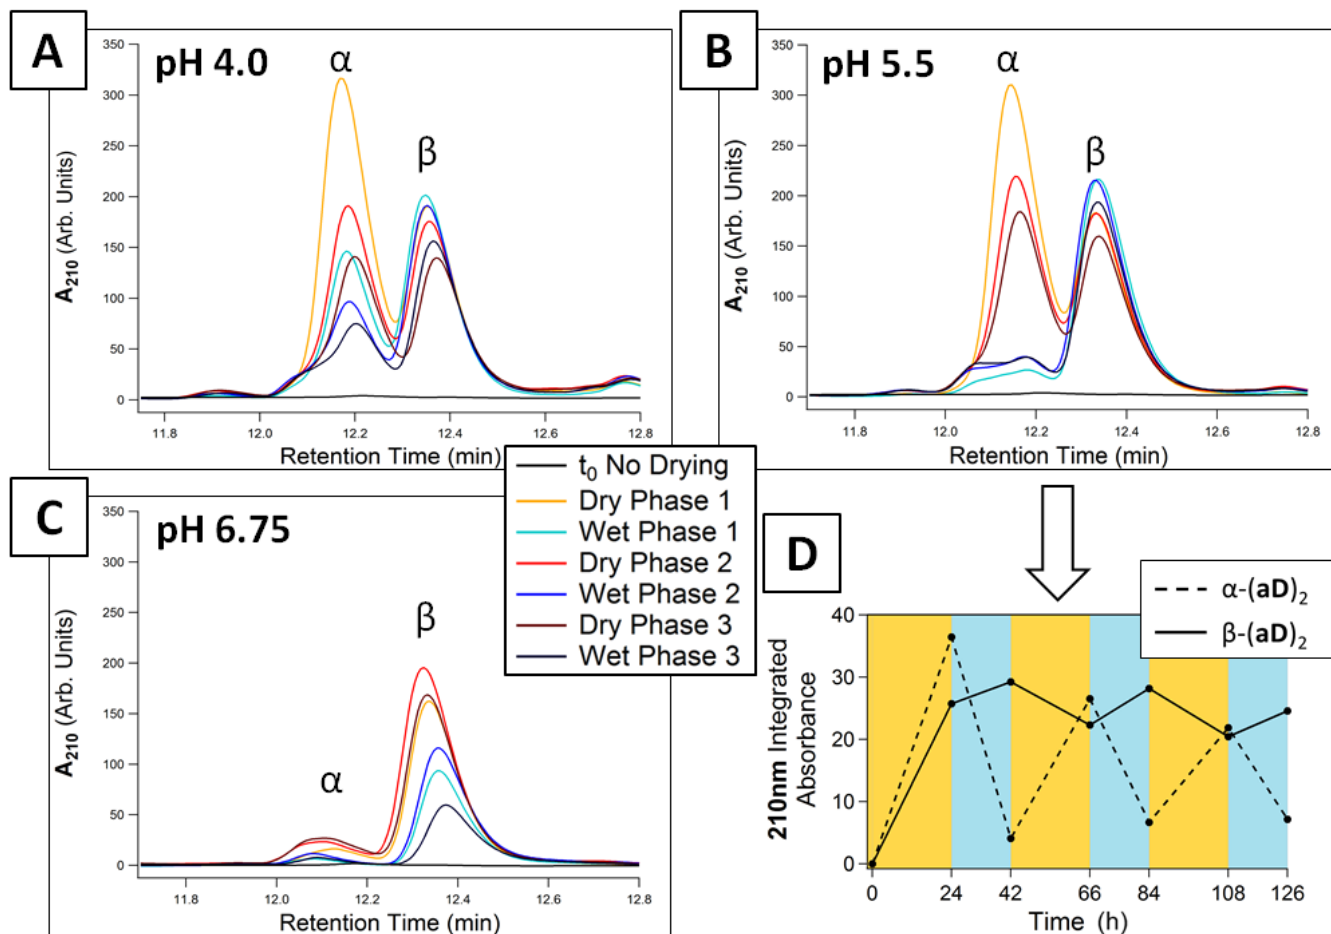 A
pH 4.0
α
β
350
300
250
200
150
100
50
0
A210 (Arb. Units)
11.8 12.0 12.2 12.4 12.6 12.8
Retention Time (min)
B
pH 5.5
α
β
350
300
250
200
150
100
50
0
A210 (Arb. Units)
11.8 12.0 12.2 12.4 12.6 12.8
Retention Time (min)
C
pH 6.75
α
β
350
300
250
200
150
100
50
0
A210 (Arb. Units)
11.8 12.0 12.2 12.4 12.6 12.8
Retention Time (min)
t0 No Drying
Dry Phase 1
Wet Phase 1
Dry Phase 2
Wet Phase 2
Dry Phase 3
Wet Phase 3
D
α-(aD)2
β-(aD)2
40
30
20
10
0
210nm Integrated
Absorbance
0 24 42 66 84 108 126
Time (h)